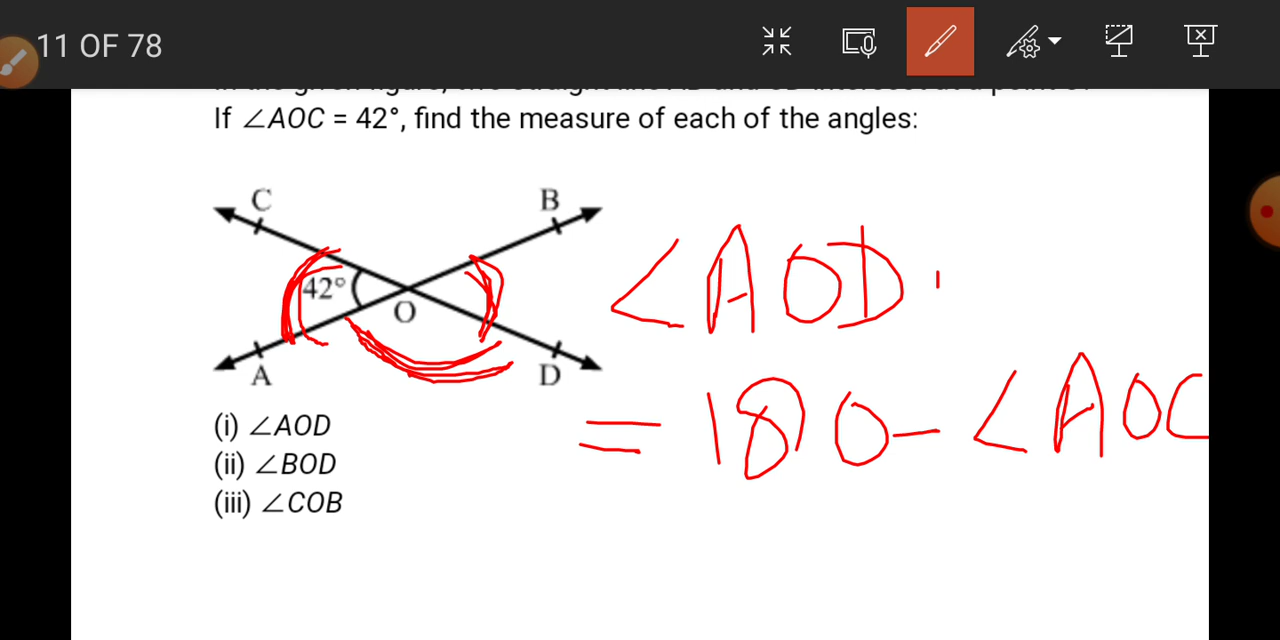 11 OF 78
If ∠AOC = 42°, find the measure of each of the angles:
C
B
42°
O
A
D
∠AOD
= 180 - ∠AOC
(i) ∠AOD
(ii) ∠BOD
(iii) ∠COB